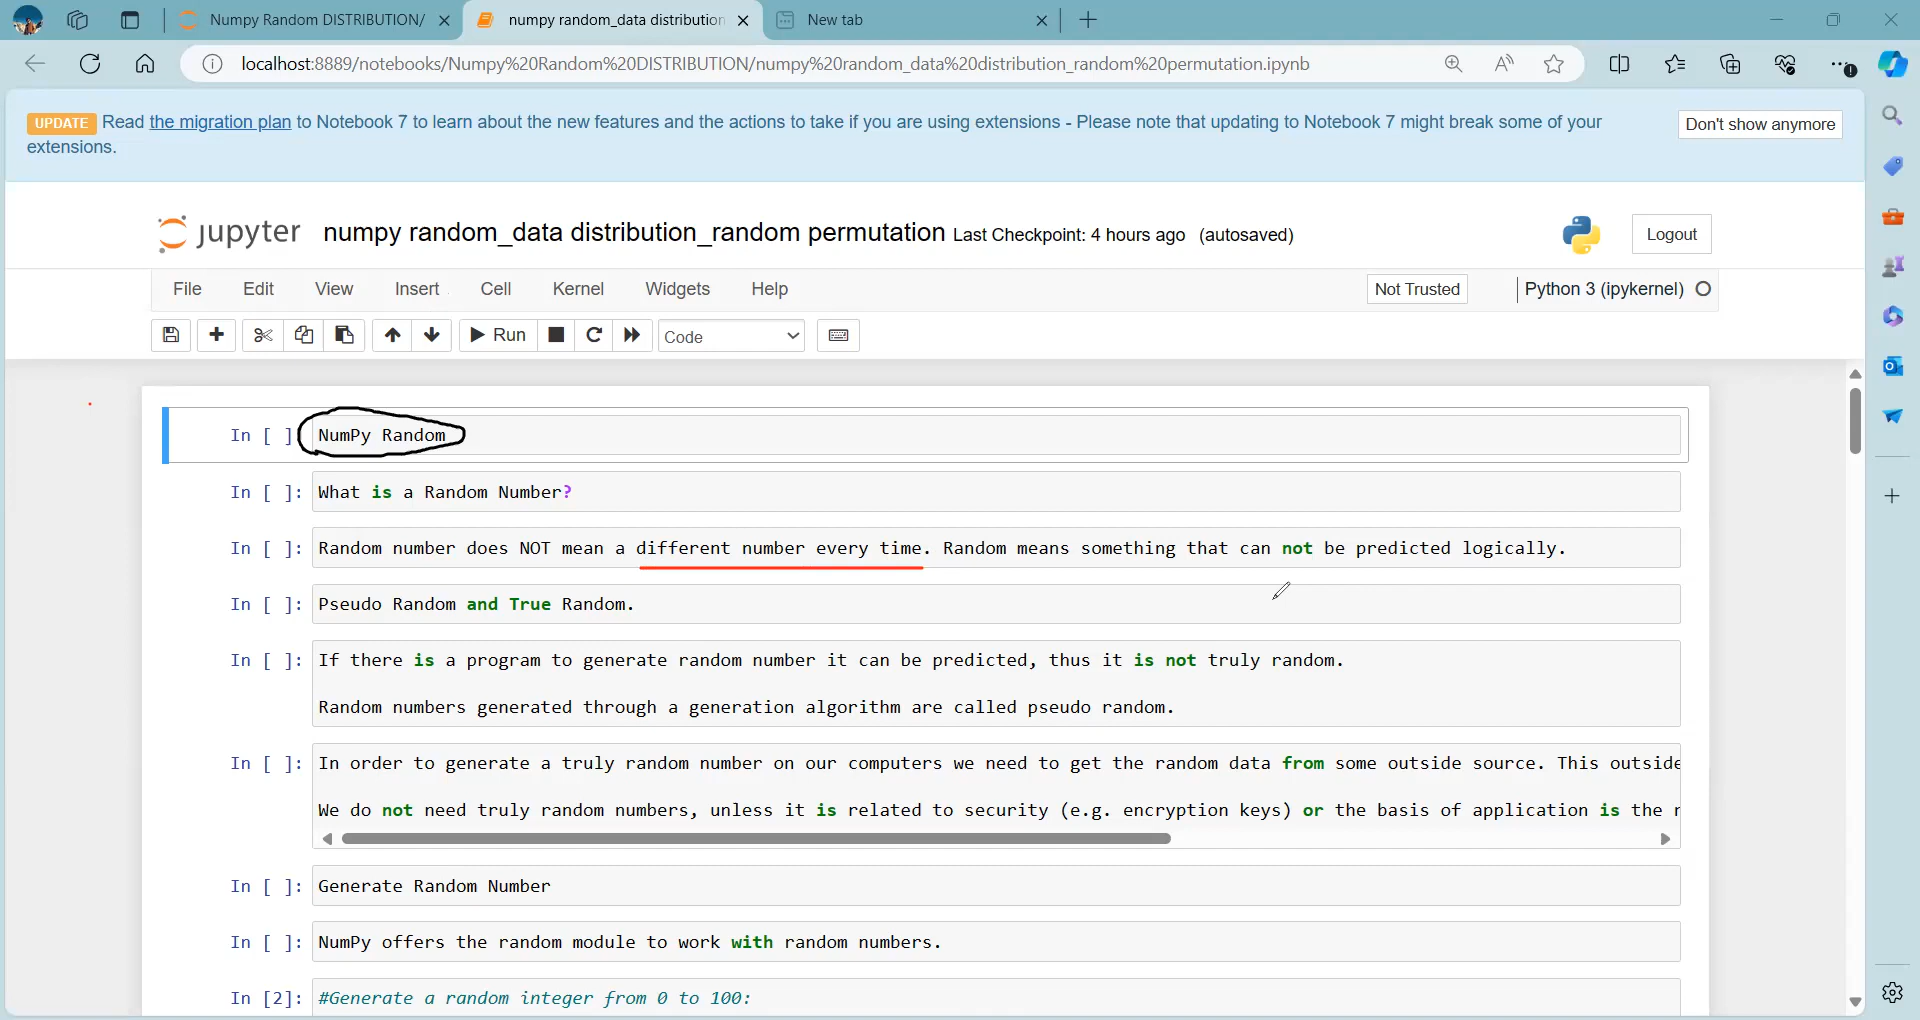 Numpy Random DISTRIBUTION/
numpy random_data distribution
New tab
localhost:8889/notebooks/Numpy%20Random%20DISTRIBUTION/numpy%20random_data%20distribution_random%20permutation.ipynb
UPDATE Read the migration plan to Notebook 7 to learn about the new features and the actions to take if you are using extensions - Please note that updating to Notebook 7 might break some of your
extensions.
Don't show anymore
jupyter numpy random_data distribution_random permutation Last Checkpoint: 4 hours ago (autosaved)
Logout
File Edit View Insert Cell Kernel Widgets Help
Not Trusted
Python 3 (ipykernel)
Run
Code
In [ ] NumPy Random
In [ ]: What is a Random Number?
In [ ]: Random number does NOT mean a different number every time. Random means something that can not be predicted logically.
In [ ]: Pseudo Random and True Random.
In [ ]: If there is a program to generate random number it can be predicted, thus it is not truly random.
Random numbers generated through a generation algorithm are called pseudo random.
In [ ]: In order to generate a truly random number on our computers we need to get the random data from some outside source. This outside
We do not need truly random numbers, unless it is related to security (e.g. encryption keys) or the basis of application is the r
In [ ]: Generate Random Number
In [ ]: NumPy offers the random module to work with random numbers.
In [2]: #Generate a random integer from 0 to 100: